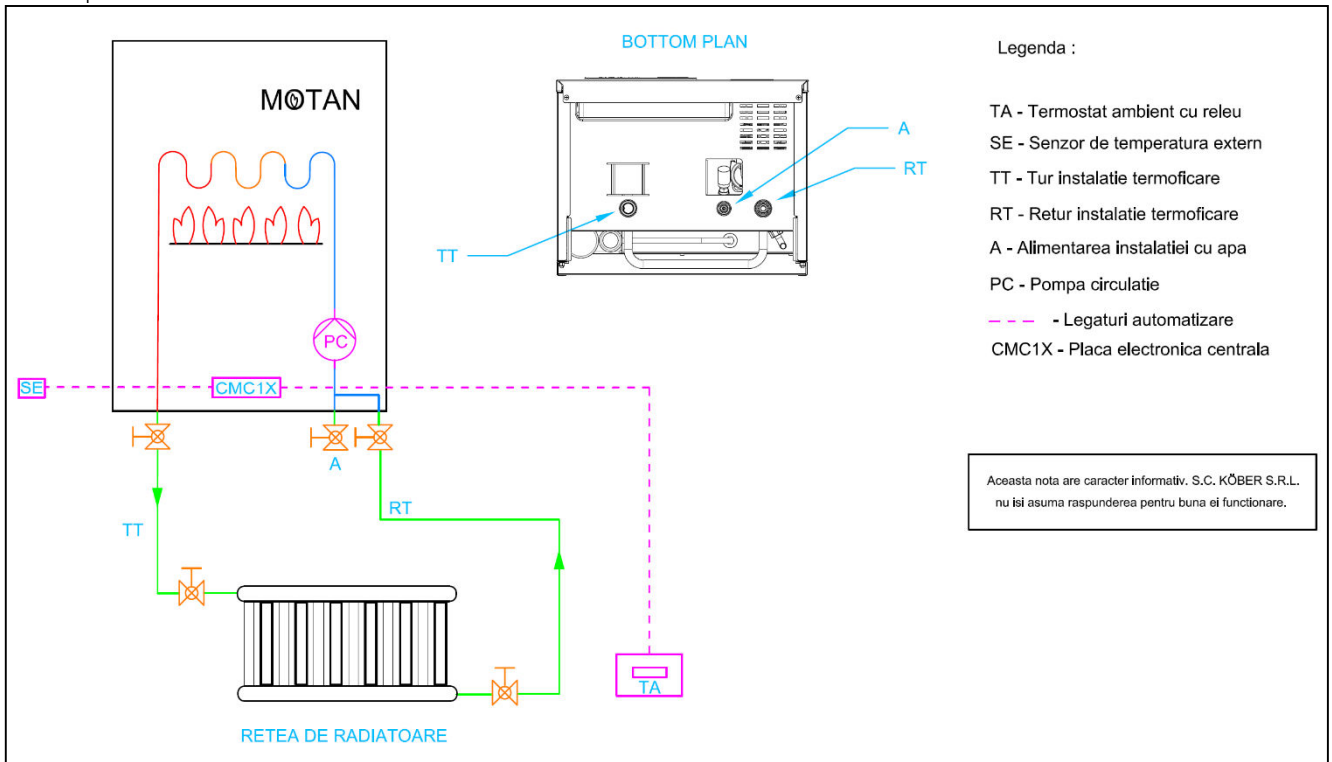 MOTAN
BOTTOM PLAN
A
RT
TT
SE
CMC1X
PC
A
TT
RT
TA
RETEA DE RADIATOARE
Legenda :
TA - Termostat ambient cu releu
SE - Senzor de temperatura extern
TT - Tur instalatie termoficare
RT - Retur instalatie termoficare
A - Alimentarea instalatiei cu apa
PC - Pompa circulatie
- Legaturi automatizare
CMC1X - Placa electronica centrala
Aceasta nota are caracter informativ. S.C. KÖBER S.R.L.
nu isi asuma raspunderea pentru buna ei functionare.